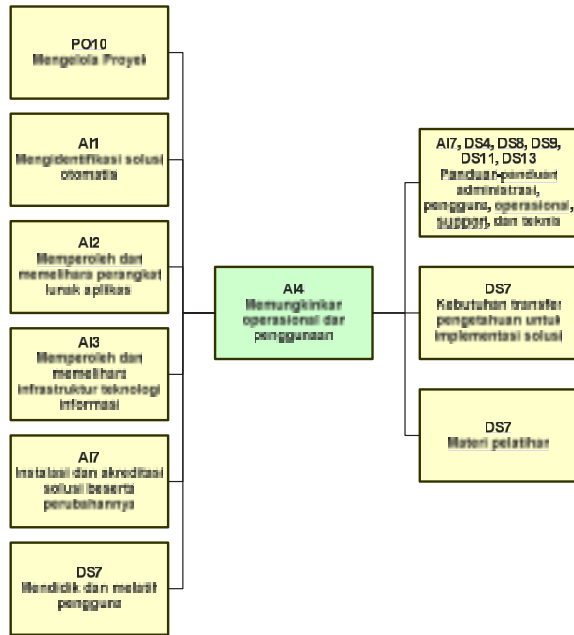 PO10
Mengelola Proyek
AI1
Mengidentifikasi solusi
otomatis
AI2
Memperoleh dan
memelihara perangkat
lunak aplikas
AI3
Memperoleh dan
memelihara
infrastruktur teknologi
informasi
AI7
Instalasi dan akreditasi
solusi beserta
perubahannya
DS7
Mendidik dan melatih
pengguna
AI4
Memungkinkan
operasional dan
penggunaan
AI7, DS4, DS8, DS9,
DS11, DS13
Panduan-panduan
administrasi,
pengguna, operasional,
support, dan teknis
DS7
Kebutuhan transfer
pengetahuan untuk
implementasi solusi
DS7
Materi pelatihan